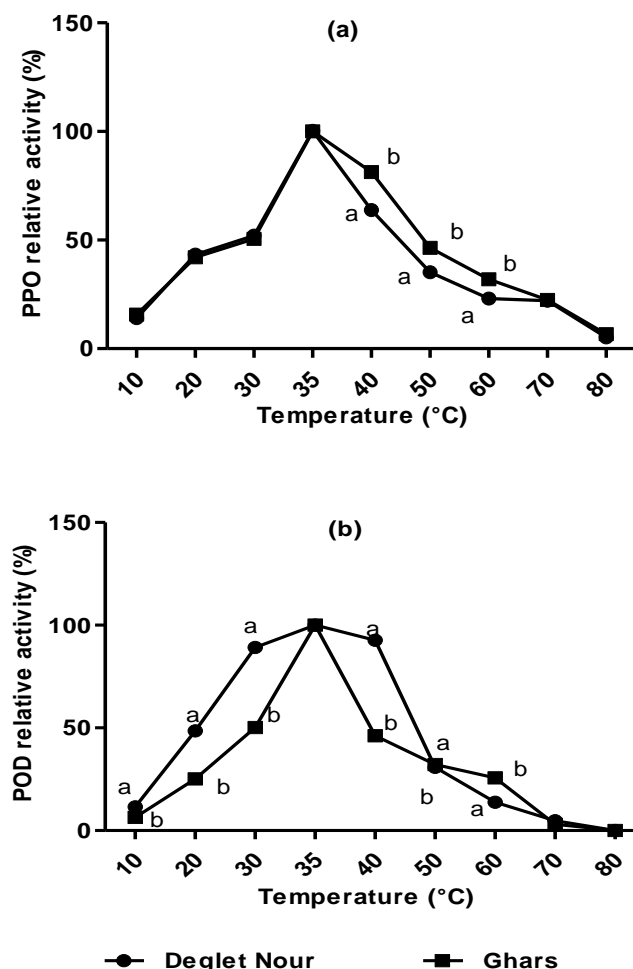 (a)
PPO relative activity (%)
150
100
50
0
b
a
b
a
b
a
10 20 30 35 40 50 60 70 80
Temperature (°C)
(b)
POD relative activity (%)
150
100
50
0
a
b
a
b
a
b
a
b
a
b
a
b
10 20 30 35 40 50 60 70 80
Temperature (°C)
Deglet Nour Ghars